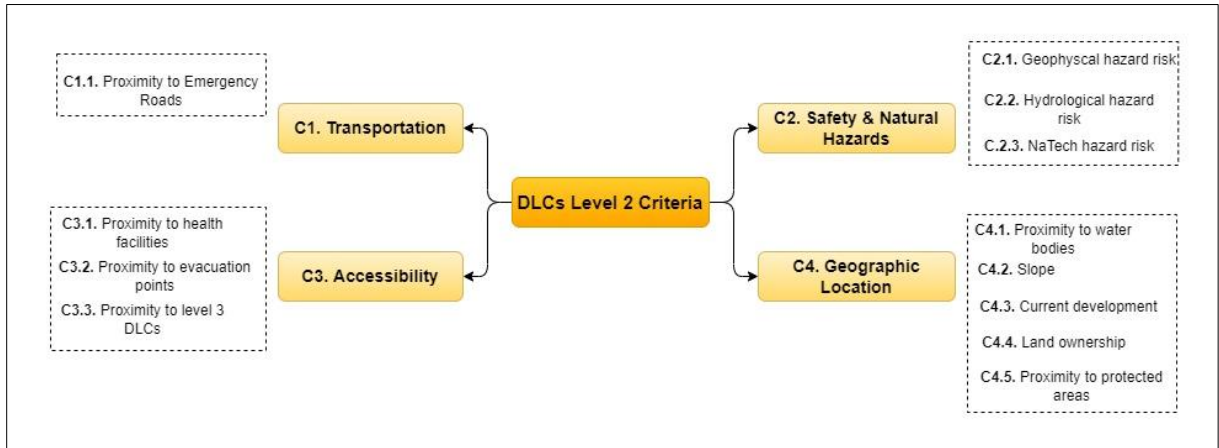 C1.1. Proximity to Emergency
Roads
C1. Transportation
C3.1. Proximity to health
facilities
C3.2. Proximity to evacuation
points
C3.3. Proximity to level 3
DLCs
C3. Accessibility
DLCs Level 2 Criteria
C2. Safety & Natural
Hazards
C2.1. Geophyscal hazard risk
C2.2. Hydrological hazard
risk
C.2.3. NaTech hazard risk
C4. Geographic
Location
C4.1. Proximity to water
bodies
C4.2. Slope
C4.3. Current development
C4.4. Land ownership
C4.5. Proximity to protected
areas